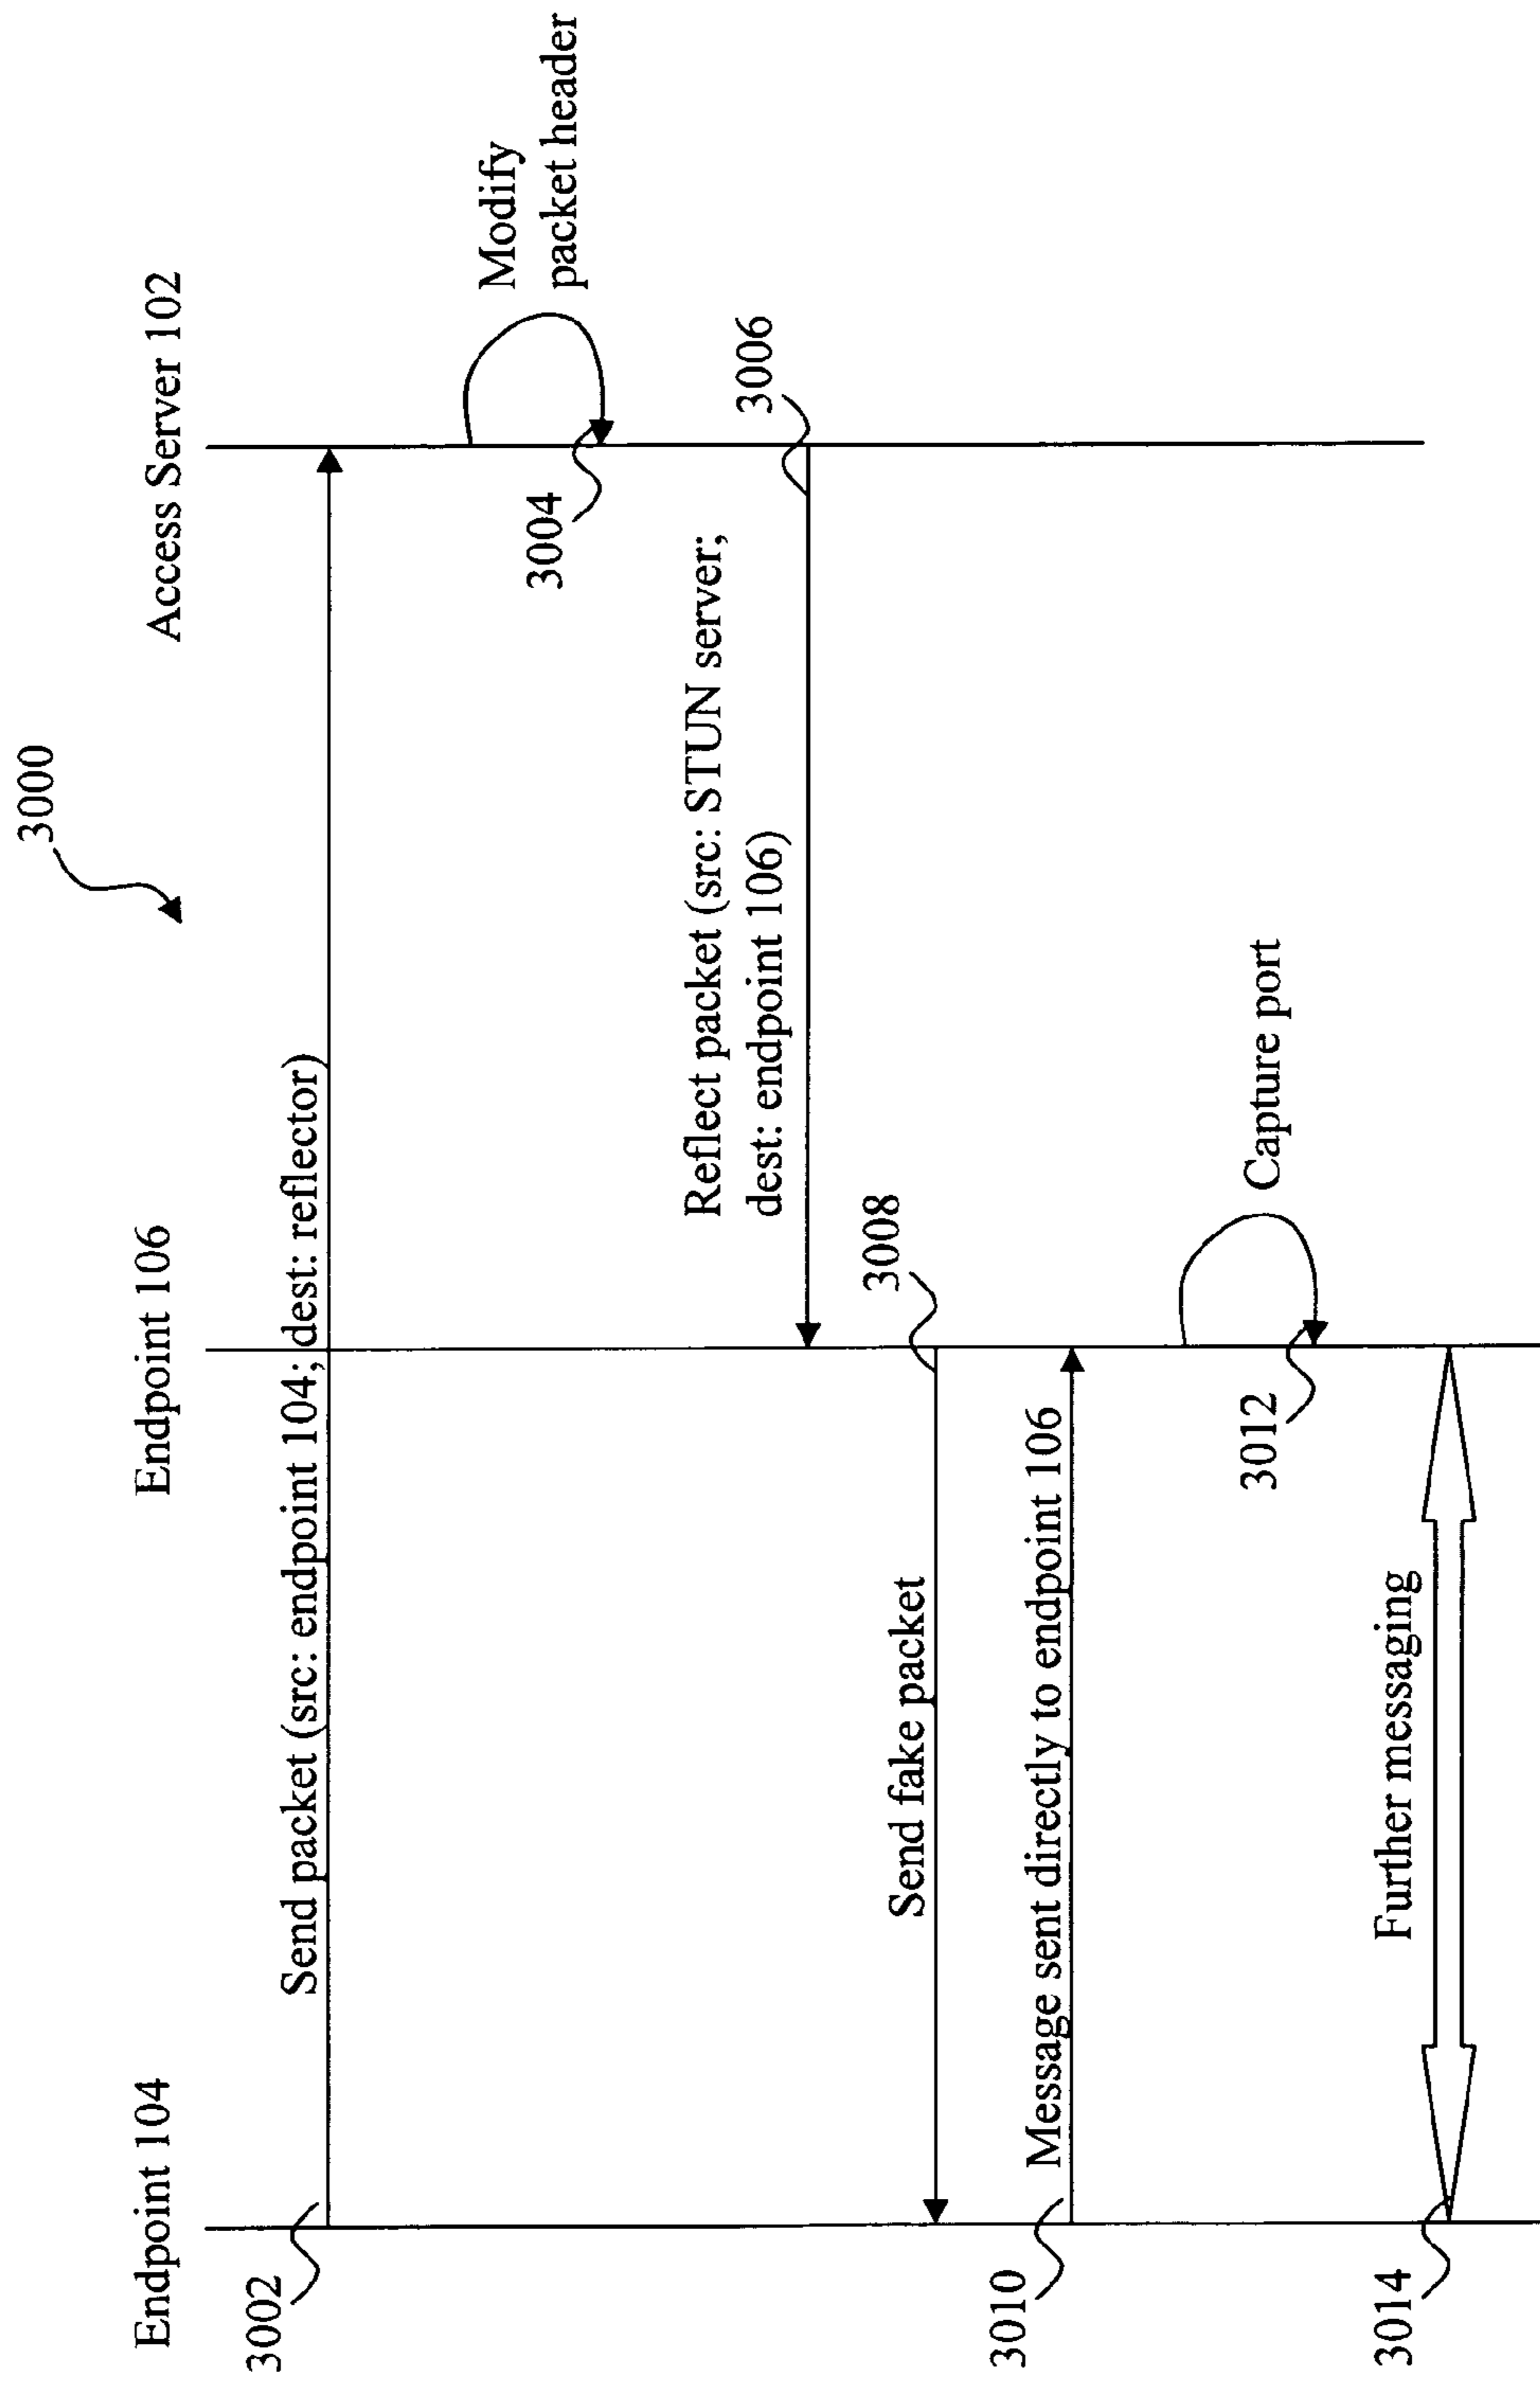 3000
Endpoint 104
Endpoint 106
Access Server 102
3002
Send packet (src: endpoint 104; dest: reflector)
Modify
packet header
3004
Reflect packet (src: STUN server;
dest: endpoint 106)
3006
3008
Send fake packet
3010
Message sent directly to endpoint 106
Capture port
3012
Further messaging
3014